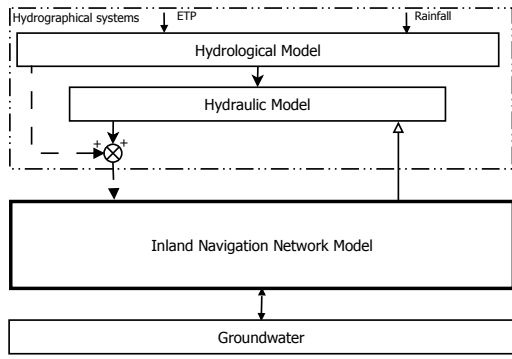 Hydrographical systems
ETP
Rainfall
Hydrological Model
Hydraulic Model
+
+
Inland Navigation Network Model
Groundwater